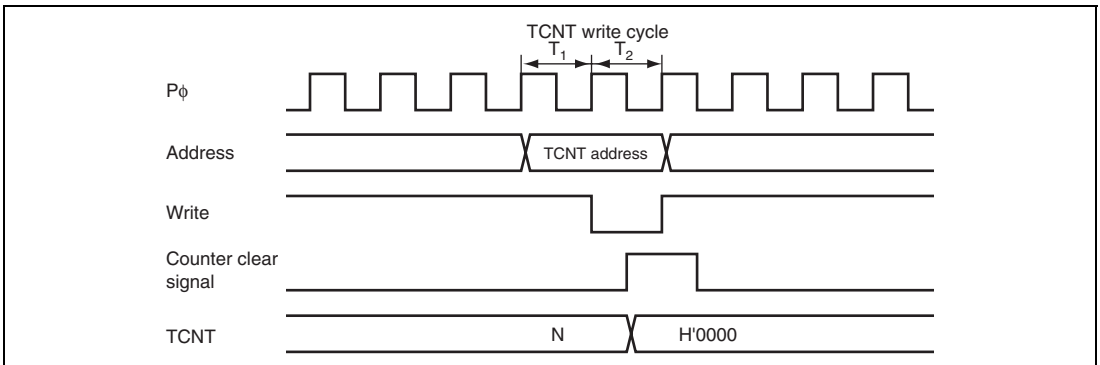 TCNT write cycle
T1 T2
Pϕ
Address TCNT address
Write
Counter clear
signal
TCNT N H'0000